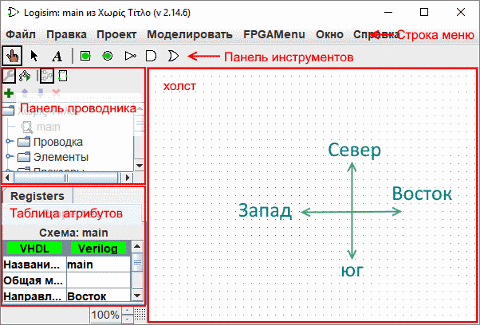 Logisim: main из Χωρίς Τίτλο (v 2.14.6)
Файл Правка Проект Моделировать FPGAMenu Окно Справка
Строка меню
A
Панель инструментов
Панель проводника
main
Проводка
Элементы
холст
Север
Запад
Восток
юг
Registers
Таблица атрибутов
Схема: main
VHDL Verilog
Названи... main
Общая м...
Направл... Восток
100%